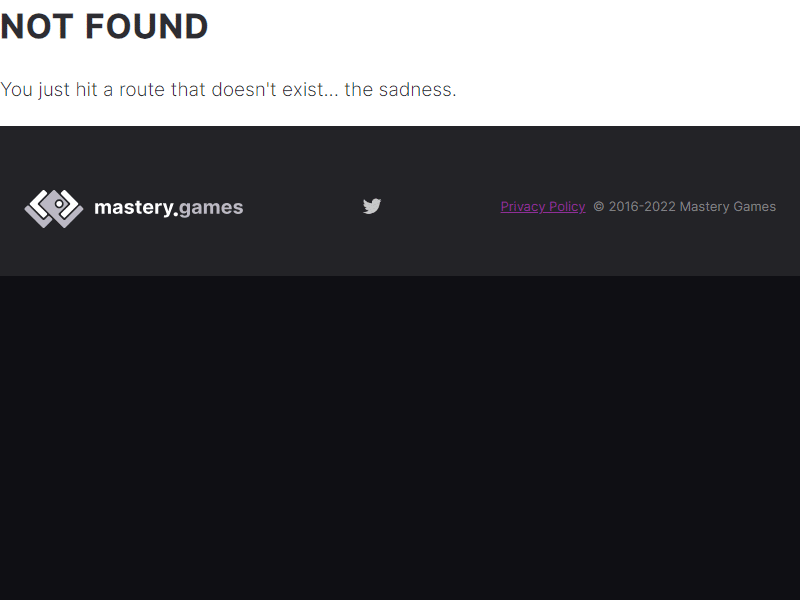 NOT FOUND
You just hit a route that doesn't exist... the sadness.
mastery.games
Privacy Policy © 2016-2022 Mastery Games